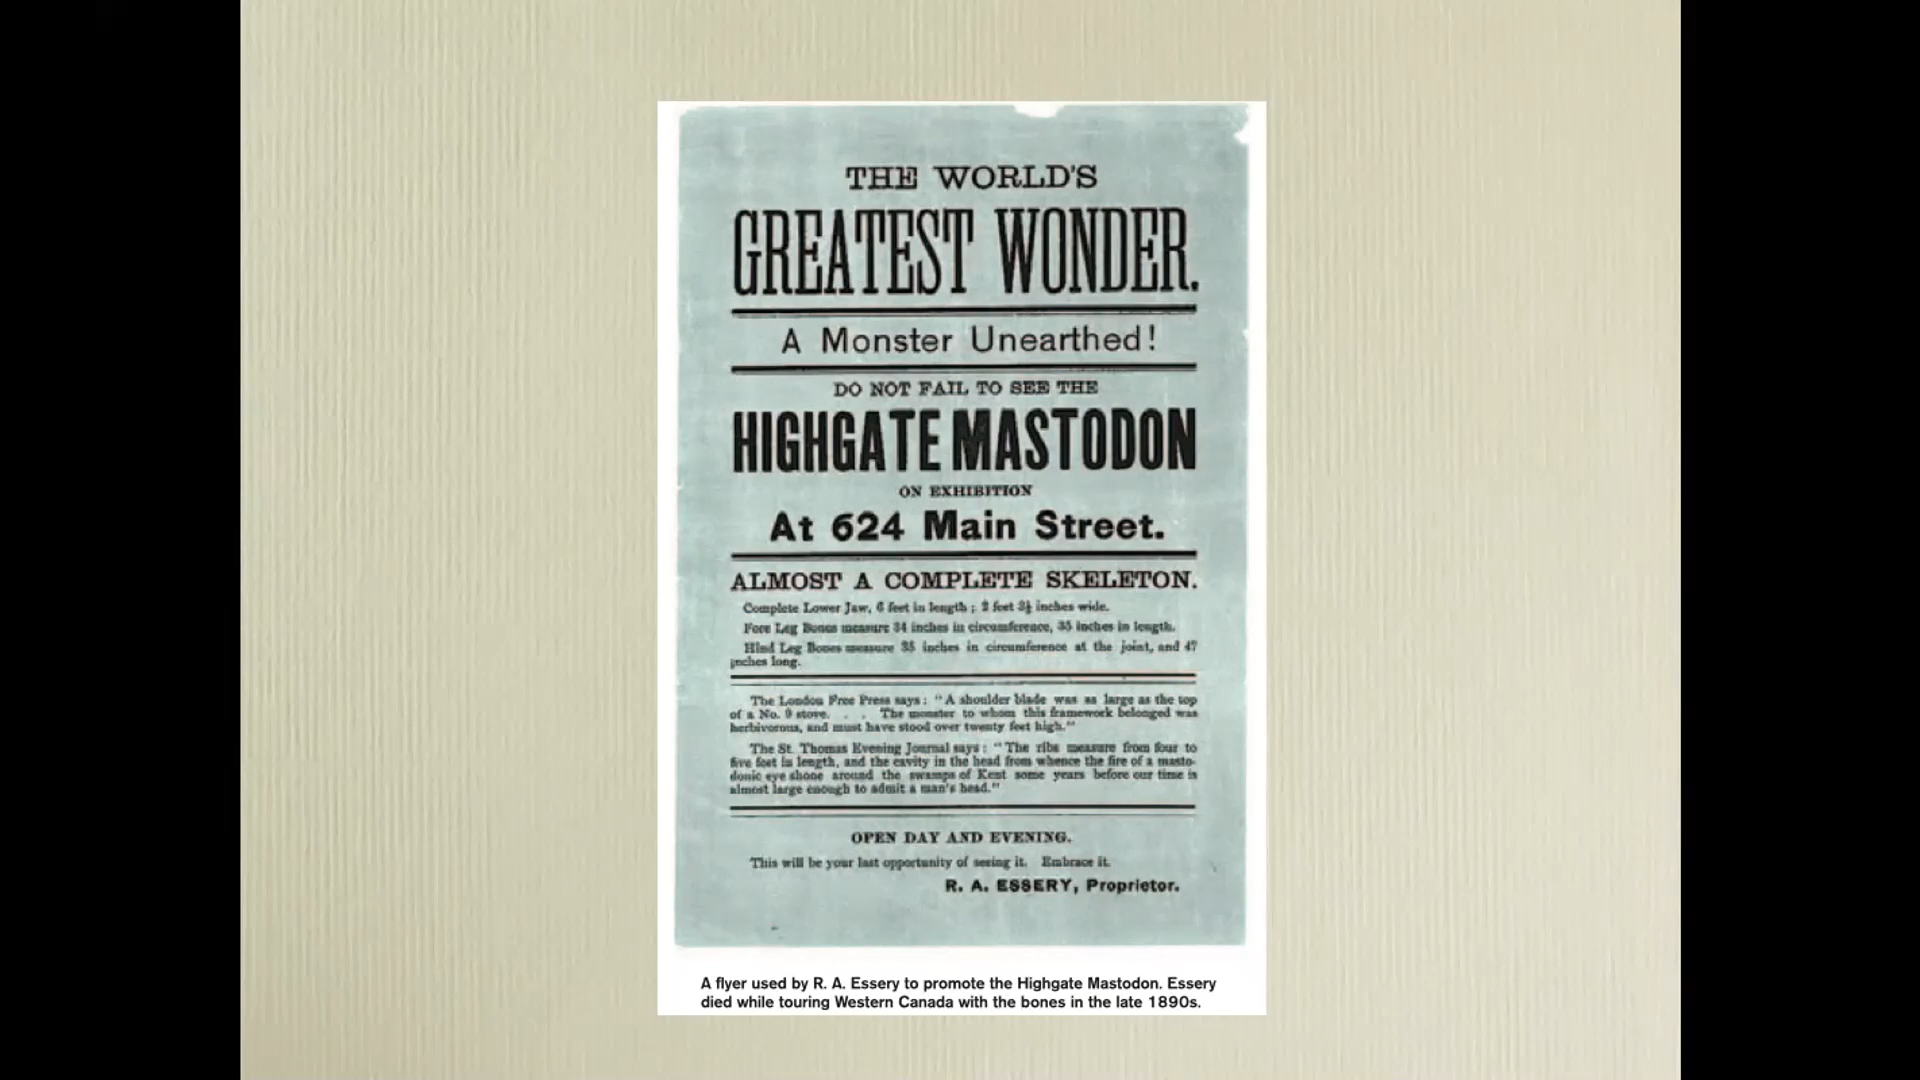 THE WORLD'S
GREATEST WONDER.
A Monster Unearthed!
DO NOT FAIL TO SEE THE
HIGHGATE MASTODON
ON EXHIBITION
At 624 Main Street.
ALMOST A COMPLETE SKELETON.
Complete Lower Jaw, 6 feet in length; 2 feet 3½ inches wide.
Fore Leg Bones measure 34 inches in circumference, 35 inches in length.
Hind Leg Bones measure 35 inches in circumference at the joint, and 47
inches long.
The London Free Press says: "A shoulder blade was as large as the top
of a No. 9 stove. . . The monster to whom this framework belonged was
herbivorous, and must have stood over twenty feet high."
The St. Thomas Evening Journal says: "The ribs measure from four to
five feet in length, and the cavity in the head from whence the fire of a masto-
donic eye shone around the swamps of Kent some years before our time is
almost large enough to admit a man's head."
OPEN DAY AND EVENING.
This will be your last opportunity of seeing it. Embrace it.
R. A. ESSERY, Proprietor.
A flyer used by R. A. Essery to promote the Highgate Mastodon. Essery
died while touring Western Canada with the bones in the late 1890s.